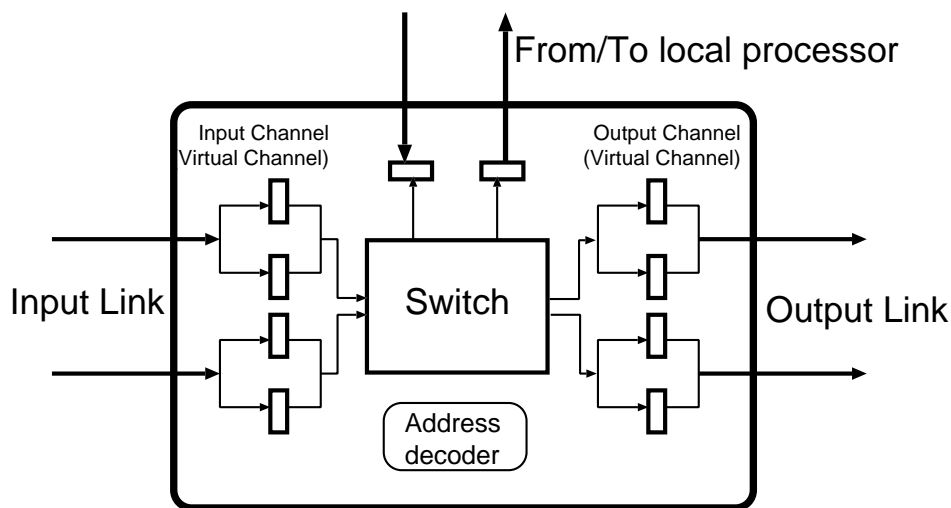 From/To local processor
Input Channel
Virtual Channel)
Output Channel
(Virtual Channel)
Input Link
Switch
Output Link
Address
decoder